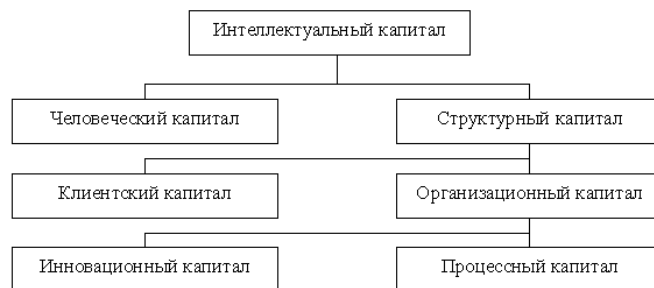 Интеллектуальный капитал
Человеческий капитал
Структурный капитал
Клиентский капитал
Организационный капитал
Инновационный капитал
Процессный капитал